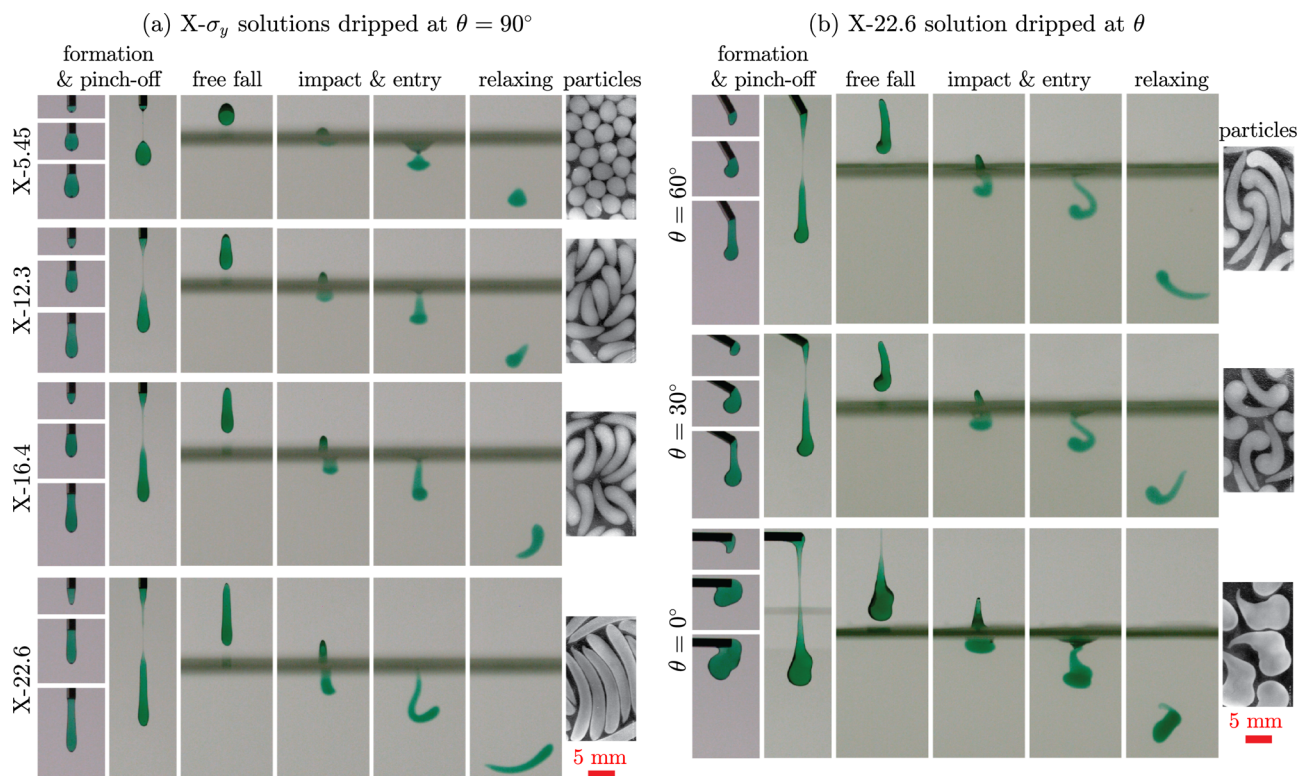 (a) X-σy solutions dripped at θ = 90°
formation
& pinch-off free fall impact & entry relaxing particles
X-5.45
X-12.3
X-16.4
X-22.6
5 mm
(b) X-22.6 solution dripped at θ
formation
& pinch-off free fall impact & entry relaxing
particles
θ = 60°
θ = 30°
θ = 0°
5 mm